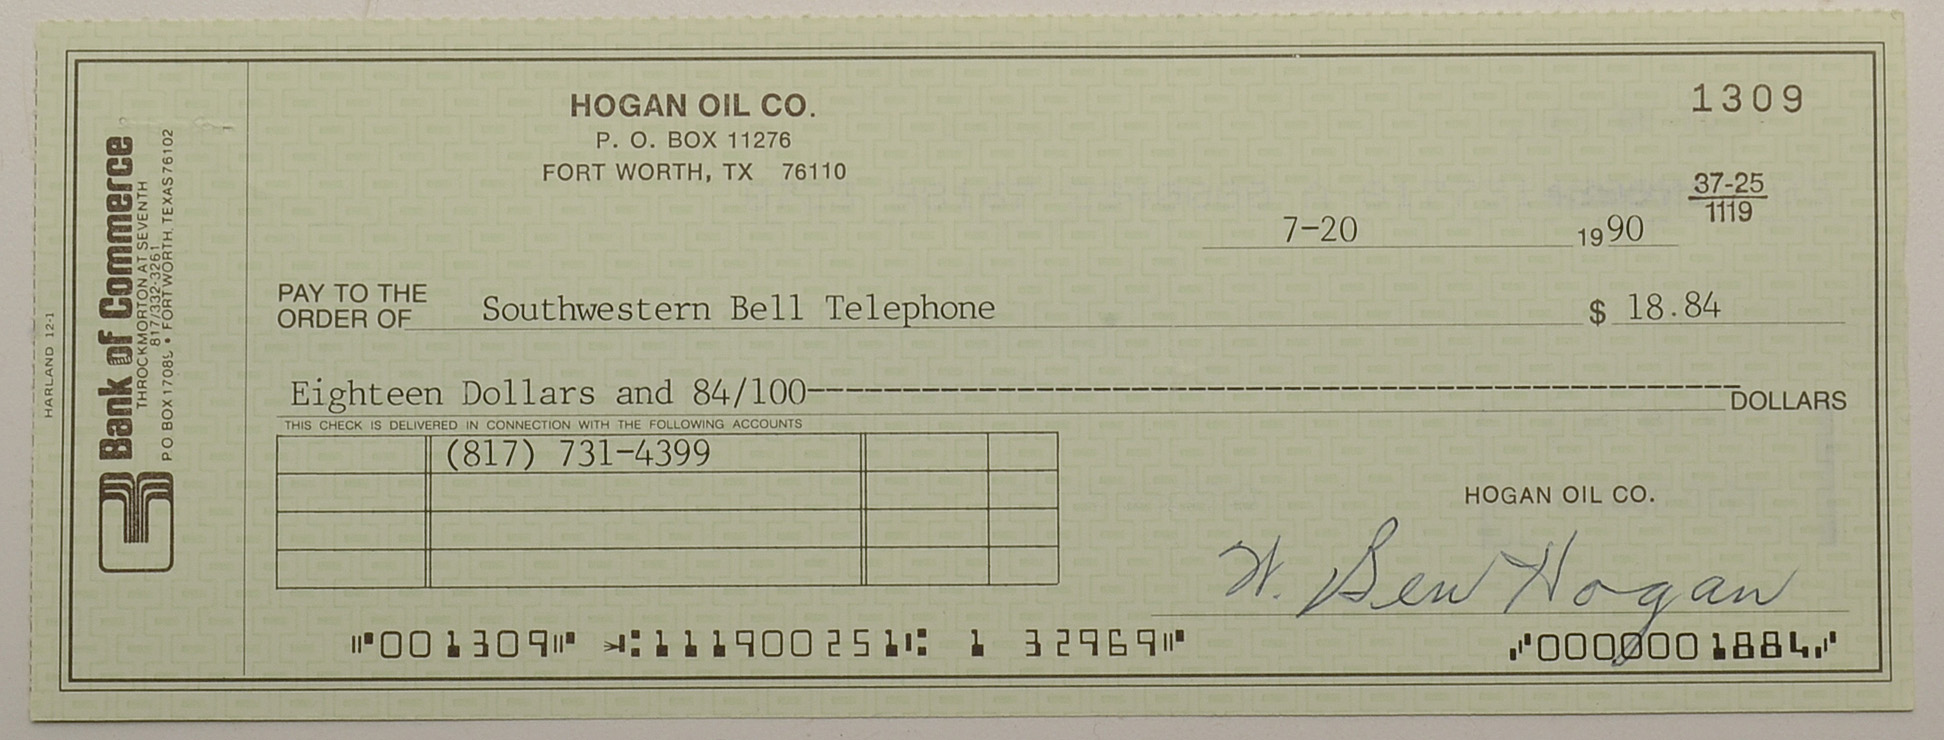 HOGAN OIL CO.
P. O. BOX 11276
FORT WORTH, TX 76110
1309
37-25
1119
7-20 1990
PAY TO THE
ORDER OF Southwestern Bell Telephone $ 18.84
Eighteen Dollars and 84/100------------------------------------------------ DOLLARS
THIS CHECK IS DELIVERED IN CONNECTION WITH THE FOLLOWING ACCOUNTS
(817) 731-4399
HOGAN OIL CO.
W. Ben Hogan
⑈001309⑈ ⑆111900251⑆ 1 32969⑈ ⑇0000001884⑇
Bank of Commerce
THROCKMORTON AT SEVENTH
817/332-3261
P.O BOX 17085 • FORT WORTH, TEXAS 76102
HARLAND 12-1